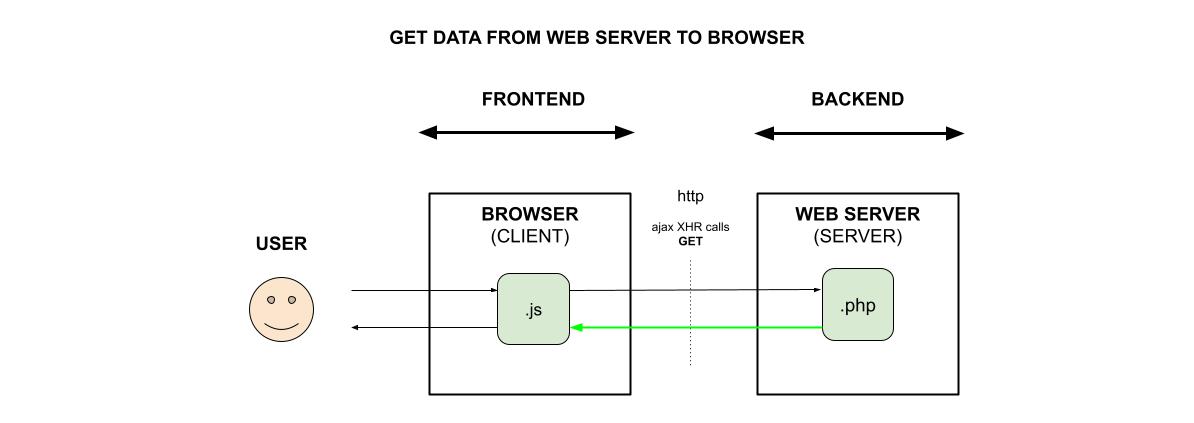 GET DATA FROM WEB SERVER TO BROWSER
FRONTEND
BACKEND
USER
BROWSER
(CLIENT)
.js
http
ajax XHR calls
GET
WEB SERVER
(SERVER)
.php